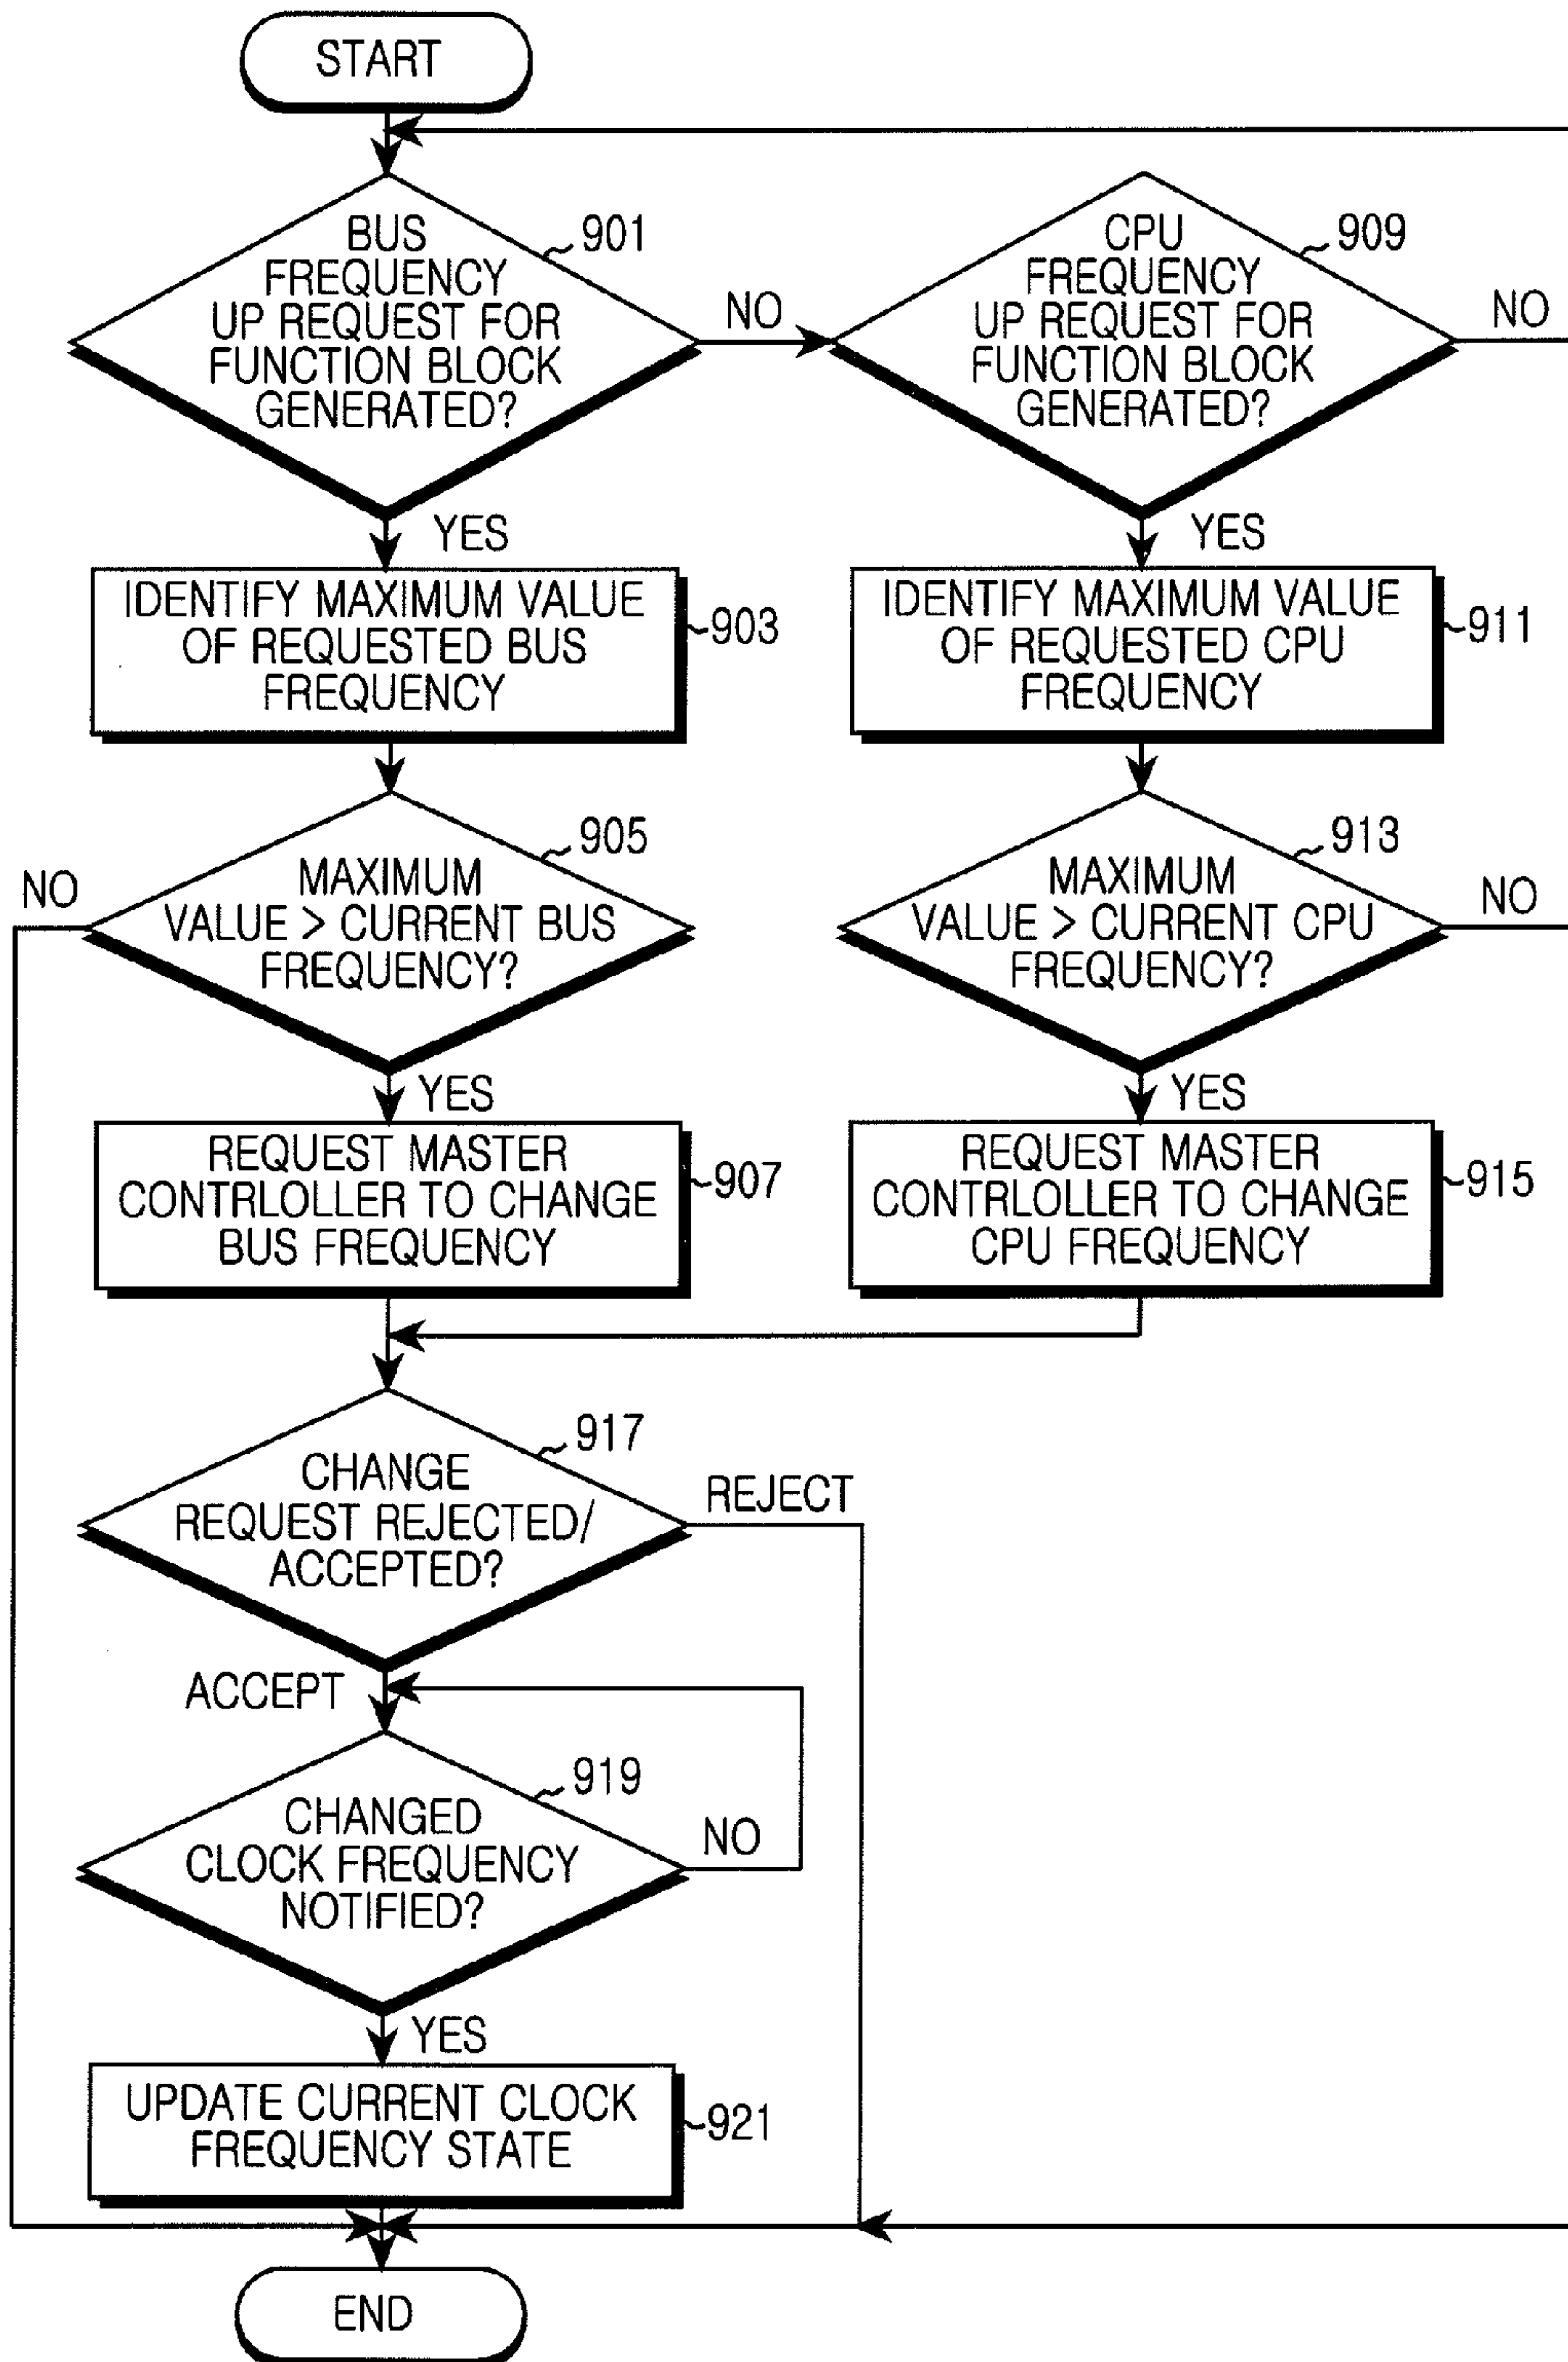 START
BUS
FREQUENCY
UP REQUEST FOR
FUNCTION BLOCK
GENERATED?
901
NO
YES
CPU
FREQUENCY
UP REQUEST FOR
FUNCTION BLOCK
GENERATED?
909
NO
YES
IDENTIFY MAXIMUM VALUE
OF REQUESTED BUS
FREQUENCY
903
IDENTIFY MAXIMUM VALUE
OF REQUESTED CPU
FREQUENCY
911
NO
MAXIMUM
VALUE > CURRENT BUS
FREQUENCY?
905
YES
MAXIMUM
VALUE > CURRENT CPU
FREQUENCY?
913
NO
YES
REQUEST MASTER
CONTRLOLLER TO CHANGE
BUS FREQUENCY
907
REQUEST MASTER
CONTRLOLLER TO CHANGE
CPU FREQUENCY
915
CHANGE
REQUEST REJECTED/
ACCEPTED?
917
REJECT
ACCEPT
CHANGED
CLOCK FREQUENCY
NOTIFIED?
919
NO
YES
UPDATE CURRENT CLOCK
FREQUENCY STATE
921
END